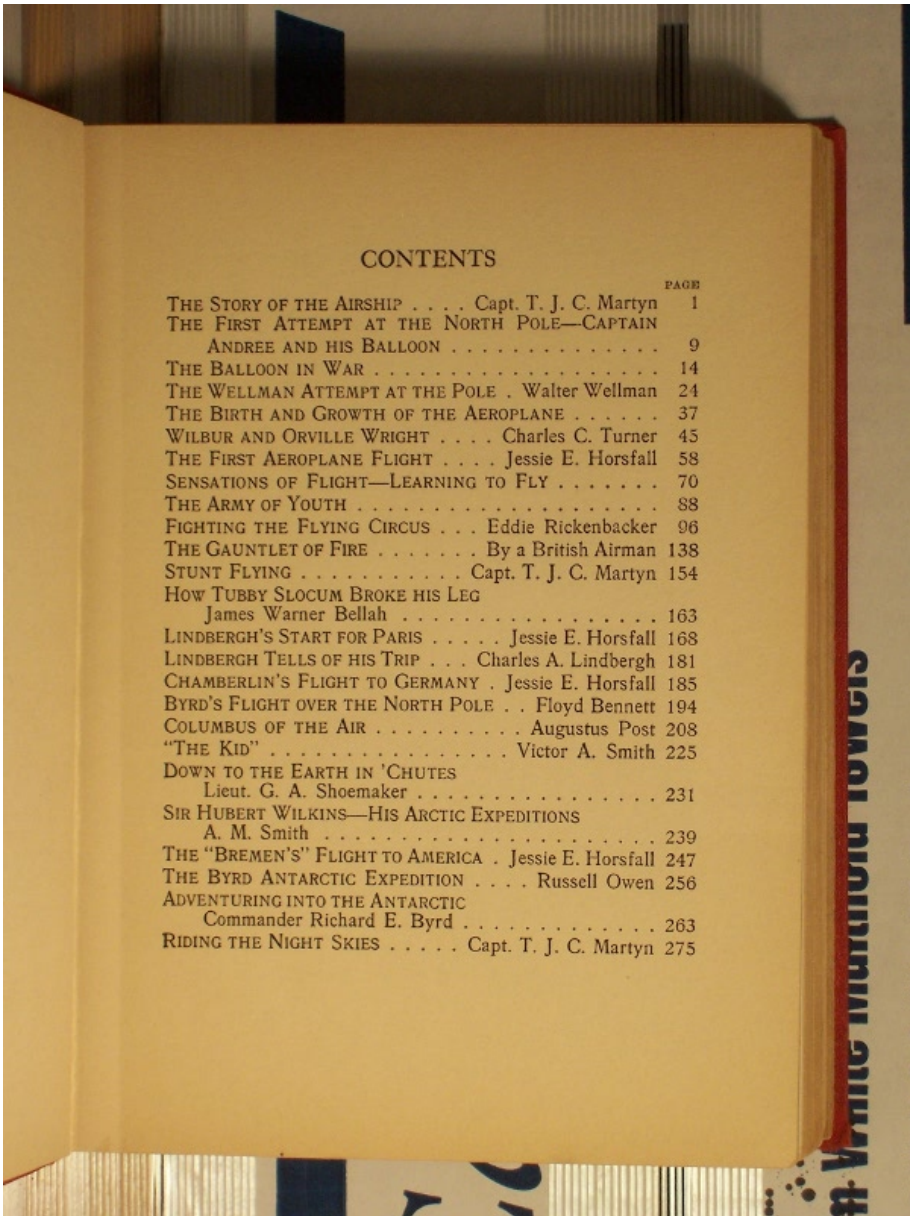 CONTENTS
PAGE
THE STORY OF THE AIRSHIP . . . . Capt. T. J. C. Martyn 1
THE FIRST ATTEMPT AT THE NORTH POLE—CAPTAIN
ANDREE AND HIS BALLOON . . . . . . . . . . . . . . . . 9
THE BALLOON IN WAR . . . . . . . . . . . . . . . . . . . . 14
THE WELLMAN ATTEMPT AT THE POLE . Walter Wellman 24
THE BIRTH AND GROWTH OF THE AEROPLANE . . . . . . 37
WILBUR AND ORVILLE WRIGHT . . . . Charles C. Turner 45
THE FIRST AEROPLANE FLIGHT . . . . Jessie E. Horsfall 58
SENSATIONS OF FLIGHT—LEARNING TO FLY . . . . . . . 70
THE ARMY OF YOUTH . . . . . . . . . . . . . . . . . . . . . 88
FIGHTING THE FLYING CIRCUS . . . Eddie Rickenbacker 96
THE GAUNTLET OF FIRE . . . . . . . By a British Airman 138
STUNT FLYING . . . . . . . . . . . Capt. T. J. C. Martyn 154
HOW TUBBY SLOCUM BROKE HIS LEG
James Warner Bellah . . . . . . . . . . . . . . . . . 163
LINDBERGH'S START FOR PARIS . . . . . Jessie E. Horsfall 168
LINDBERGH TELLS OF HIS TRIP . . . Charles A. Lindbergh 181
CHAMBERLIN'S FLIGHT TO GERMANY . Jessie E. Horsfall 185
BYRD'S FLIGHT OVER THE NORTH POLE . . Floyd Bennett 194
COLUMBUS OF THE AIR . . . . . . . . . . Augustus Post 208
"THE KID" . . . . . . . . . . . . . . . . Victor A. Smith 225
DOWN TO THE EARTH IN 'CHUTES
Lieut. G. A. Shoemaker . . . . . . . . . . . . . . . . 231
SIR HUBERT WILKINS—HIS ARCTIC EXPEDITIONS
A. M. Smith . . . . . . . . . . . . . . . . . . . . . . 239
THE "BREMEN'S" FLIGHT TO AMERICA . Jessie E. Horsfall 247
THE BYRD ANTARCTIC EXPEDITION . . . . Russell Owen 256
ADVENTURING INTO THE ANTARCTIC
Commander Richard E. Byrd . . . . . . . . . . . . . 263
RIDING THE NIGHT SKIES . . . . . Capt. T. J. C. Martyn 275